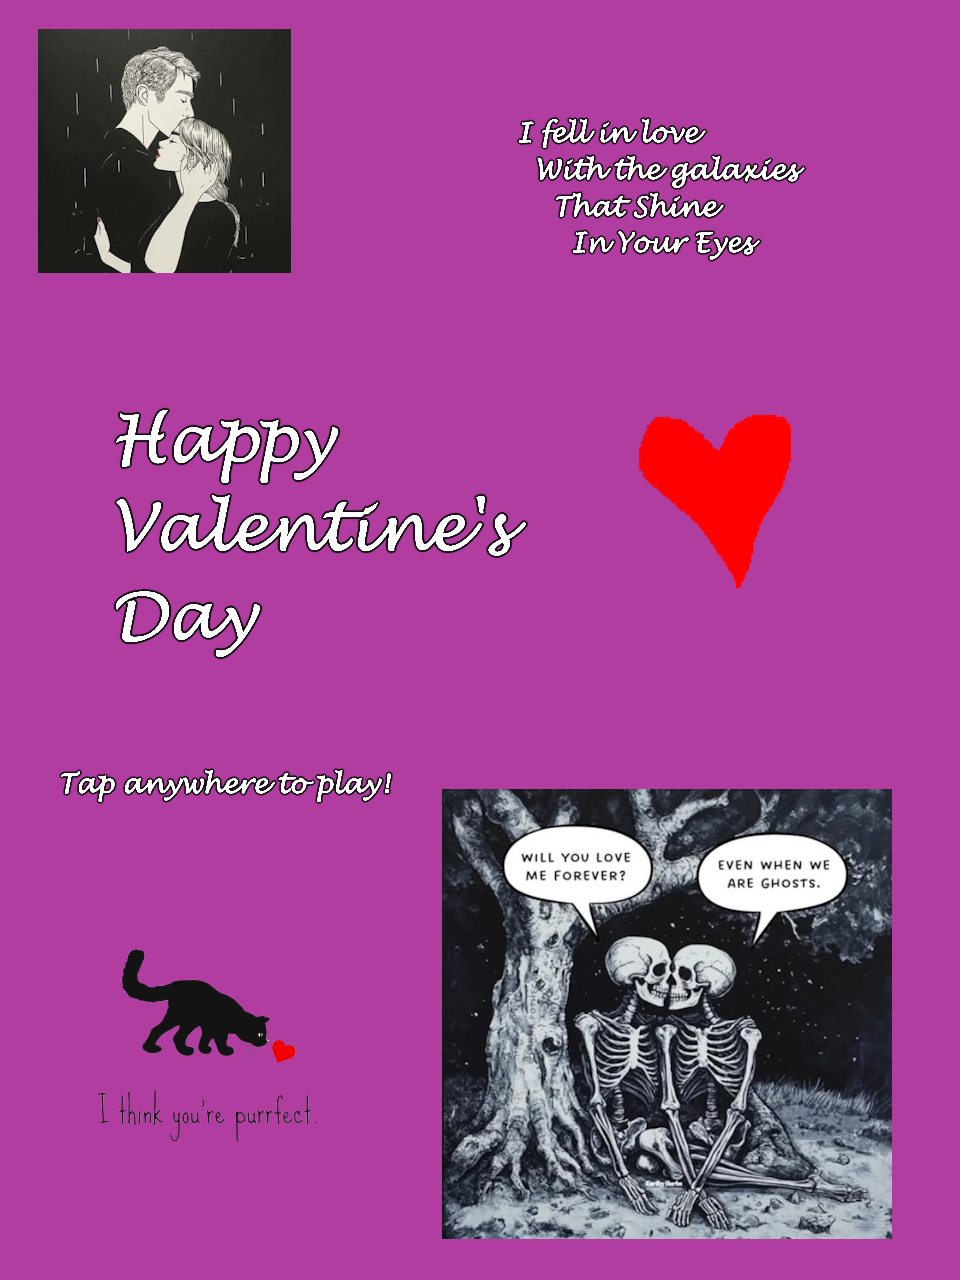 I fell in love
With the galaxies
That Shine
In Your Eyes
Happy
Valentine's
Day
Tap anywhere to play!
WILL YOU LOVE
ME FOREVER?
EVEN WHEN WE
ARE GHOSTS.
I think you're purrfect.